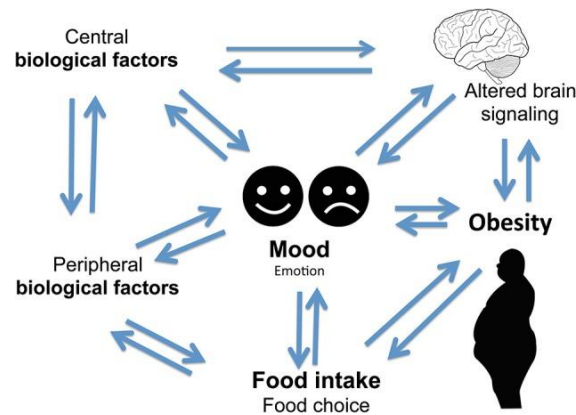 Central
biological factors
Altered brain
signaling
Mood
Emotion
Obesity
Peripheral
biological factors
Food intake
Food choice